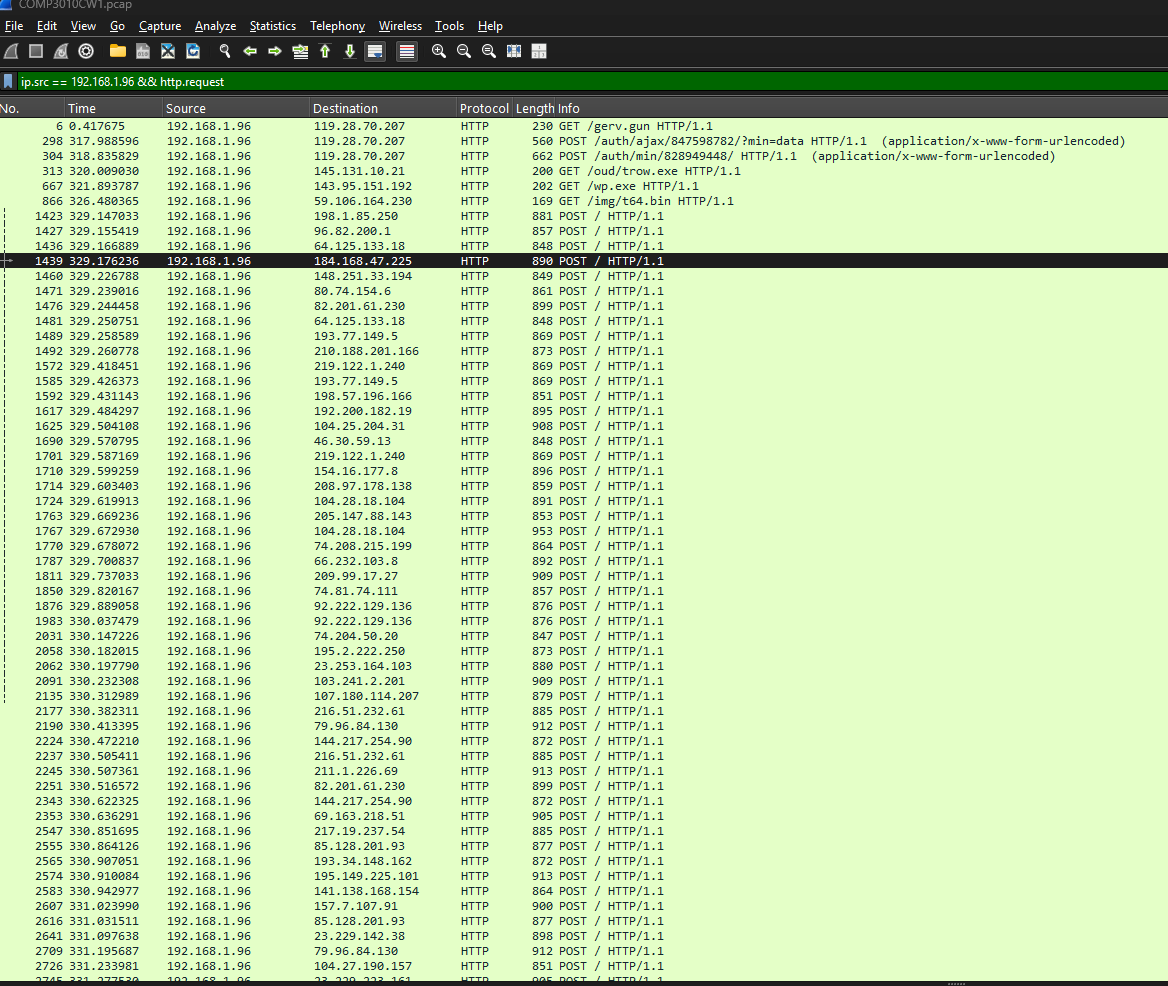 COMP3010CW1.pcap
File Edit View Go Capture Analyze Statistics Telephony Wireless Tools Help
ip.src == 192.168.1.96 && http.request
No. Time Source Destination Protocol Length Info
6 0.417675 192.168.1.96 119.28.70.207 HTTP 230 GET /gerv.gun HTTP/1.1
298 317.988596 192.168.1.96 119.28.70.207 HTTP 560 POST /auth/ajax/847598782/?min=data HTTP/1.1 (application/x-www-form-urlencoded)
304 318.835829 192.168.1.96 119.28.70.207 HTTP 662 POST /auth/min/828949448/ HTTP/1.1 (application/x-www-form-urlencoded)
313 320.009030 192.168.1.96 145.131.10.21 HTTP 200 GET /oud/trow.exe HTTP/1.1
667 321.893787 192.168.1.96 143.95.151.192 HTTP 202 GET /wp.exe HTTP/1.1
866 326.480365 192.168.1.96 59.106.164.230 HTTP 169 GET /img/t64.bin HTTP/1.1
1423 329.147033 192.168.1.96 198.1.85.250 HTTP 881 POST / HTTP/1.1
1427 329.155419 192.168.1.96 96.82.200.1 HTTP 857 POST / HTTP/1.1
1436 329.166889 192.168.1.96 64.125.133.18 HTTP 848 POST / HTTP/1.1
1439 329.176236 192.168.1.96 184.168.47.225 HTTP 890 POST / HTTP/1.1
1460 329.226788 192.168.1.96 148.251.33.194 HTTP 849 POST / HTTP/1.1
1471 329.239016 192.168.1.96 80.74.154.6 HTTP 861 POST / HTTP/1.1
1476 329.244458 192.168.1.96 82.201.61.230 HTTP 899 POST / HTTP/1.1
1481 329.250751 192.168.1.96 64.125.133.18 HTTP 848 POST / HTTP/1.1
1489 329.258589 192.168.1.96 193.77.149.5 HTTP 869 POST / HTTP/1.1
1492 329.260778 192.168.1.96 210.188.201.166 HTTP 873 POST / HTTP/1.1
1572 329.418451 192.168.1.96 219.122.1.240 HTTP 869 POST / HTTP/1.1
1585 329.426373 192.168.1.96 193.77.149.5 HTTP 869 POST / HTTP/1.1
1592 329.431143 192.168.1.96 198.57.196.166 HTTP 851 POST / HTTP/1.1
1617 329.484297 192.168.1.96 192.200.182.19 HTTP 895 POST / HTTP/1.1
1625 329.504108 192.168.1.96 104.25.204.31 HTTP 908 POST / HTTP/1.1
1690 329.570795 192.168.1.96 46.30.59.13 HTTP 848 POST / HTTP/1.1
1701 329.587169 192.168.1.96 219.122.1.240 HTTP 869 POST / HTTP/1.1
1710 329.599259 192.168.1.96 154.16.177.8 HTTP 896 POST / HTTP/1.1
1714 329.603403 192.168.1.96 208.97.178.138 HTTP 859 POST / HTTP/1.1
1724 329.619913 192.168.1.96 104.28.18.104 HTTP 891 POST / HTTP/1.1
1763 329.669236 192.168.1.96 205.147.88.143 HTTP 853 POST / HTTP/1.1
1767 329.672930 192.168.1.96 104.28.18.104 HTTP 953 POST / HTTP/1.1
1770 329.678072 192.168.1.96 74.208.215.199 HTTP 864 POST / HTTP/1.1
1787 329.700837 192.168.1.96 66.232.103.8 HTTP 892 POST / HTTP/1.1
1811 329.737033 192.168.1.96 209.99.17.27 HTTP 909 POST / HTTP/1.1
1850 329.820167 192.168.1.96 74.81.74.111 HTTP 857 POST / HTTP/1.1
1876 329.889058 192.168.1.96 92.222.129.136 HTTP 876 POST / HTTP/1.1
1983 330.037479 192.168.1.96 92.222.129.136 HTTP 876 POST / HTTP/1.1
2031 330.147226 192.168.1.96 74.204.50.20 HTTP 847 POST / HTTP/1.1
2058 330.182015 192.168.1.96 195.2.222.250 HTTP 873 POST / HTTP/1.1
2062 330.197790 192.168.1.96 23.253.164.103 HTTP 880 POST / HTTP/1.1
2091 330.232308 192.168.1.96 103.241.2.201 HTTP 909 POST / HTTP/1.1
2135 330.312989 192.168.1.96 107.180.114.207 HTTP 879 POST / HTTP/1.1
2177 330.382311 192.168.1.96 216.51.232.61 HTTP 885 POST / HTTP/1.1
2190 330.413395 192.168.1.96 79.96.84.130 HTTP 912 POST / HTTP/1.1
2224 330.472210 192.168.1.96 144.217.254.90 HTTP 872 POST / HTTP/1.1
2237 330.505411 192.168.1.96 216.51.232.61 HTTP 885 POST / HTTP/1.1
2245 330.507361 192.168.1.96 211.1.226.69 HTTP 913 POST / HTTP/1.1
2251 330.516572 192.168.1.96 82.201.61.230 HTTP 899 POST / HTTP/1.1
2343 330.622325 192.168.1.96 144.217.254.90 HTTP 872 POST / HTTP/1.1
2353 330.636291 192.168.1.96 69.163.218.51 HTTP 905 POST / HTTP/1.1
2547 330.851695 192.168.1.96 217.19.237.54 HTTP 885 POST / HTTP/1.1
2555 330.864126 192.168.1.96 85.128.201.93 HTTP 877 POST / HTTP/1.1
2565 330.907051 192.168.1.96 193.34.148.162 HTTP 872 POST / HTTP/1.1
2574 330.910084 192.168.1.96 195.149.225.101 HTTP 913 POST / HTTP/1.1
2583 330.942977 192.168.1.96 141.138.168.154 HTTP 864 POST / HTTP/1.1
2607 331.023990 192.168.1.96 157.7.107.91 HTTP 900 POST / HTTP/1.1
2616 331.031511 192.168.1.96 85.128.201.93 HTTP 877 POST / HTTP/1.1
2641 331.097638 192.168.1.96 23.229.142.38 HTTP 898 POST / HTTP/1.1
2709 331.195687 192.168.1.96 79.96.84.130 HTTP 912 POST / HTTP/1.1
2726 331.233981 192.168.1.96 104.27.190.157 HTTP 851 POST / HTTP/1.1